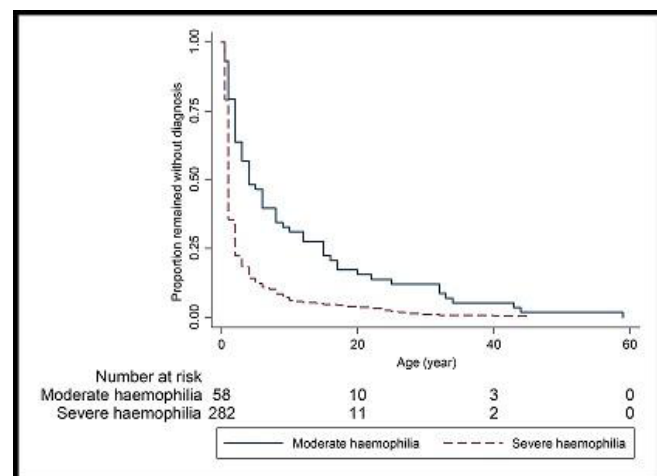 Proportion remained without diagnosis
1.00
0.75
0.50
0.25
0.00
0 20 40 60
Age (year)
Number at risk
Moderate haemophilia 58 10 3 0
Severe haemophilia 282 11 2 0
Moderate haemophilia Severe haemophilia